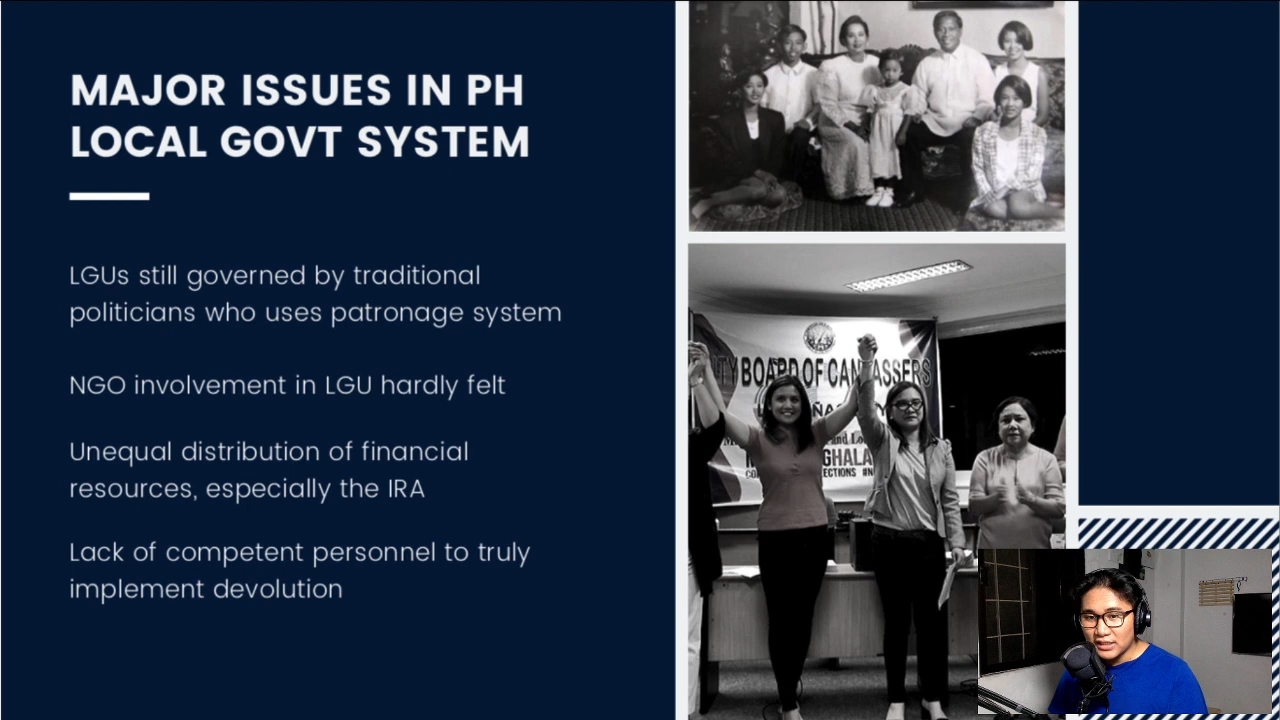 MAJOR ISSUES IN PH
LOCAL GOVT SYSTEM
LGUs still governed by traditional
politicians who uses patronage system
NGO involvement in LGU hardly felt
Unequal distribution of financial
resources, especially the IRA
Lack of competent personnel to truly
implement devolution
BOARD OF CANVASSERS